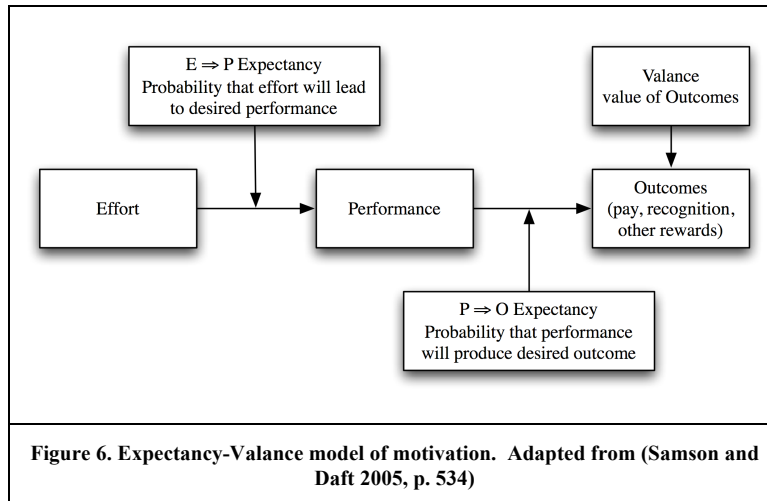 E ⇒ P Expectancy
Probability that effort will lead
to desired performance
Valance
value of Outcomes
Effort
Performance
Outcomes
(pay, recognition,
other rewards)
P ⇒ O Expectancy
Probability that performance
will produce desired outcome
Figure 6. Expectancy-Valance model of motivation. Adapted from (Samson and
Daft 2005, p. 534)